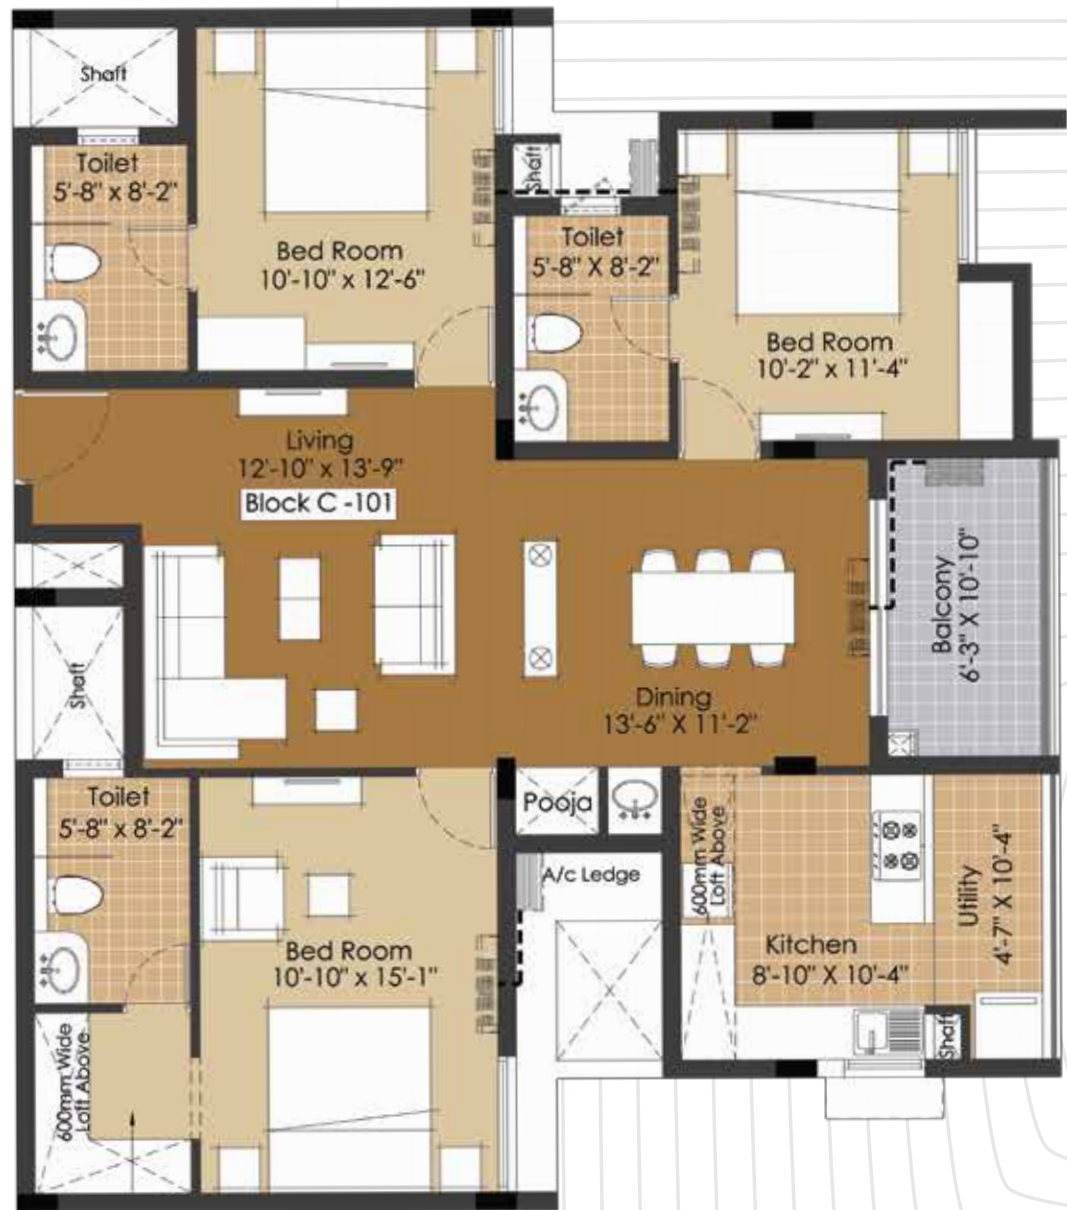 Shaft
Toilet
5'-8" x 8'-2"
Bed Room
10'-10" x 12'-6"
Shaft
Toilet
5'-8" X 8'-2"
Bed Room
10'-2" x 11'-4"
Living
12'-10" x 13'-9"
Block C -101
Balcony
6'-3" X 10'-10"
Shaft
Dining
13'-6" X 11'-2"
Toilet
5'-8" x 8'-2"
Pooja
600mm Wide
Loft Above
A/c Ledge
Utility
4'-7" X 10'-4"
Kitchen
8'-10" X 10'-4"
Bed Room
10'-10" x 15'-1"
Shaft
600mm Wide
Loft Above